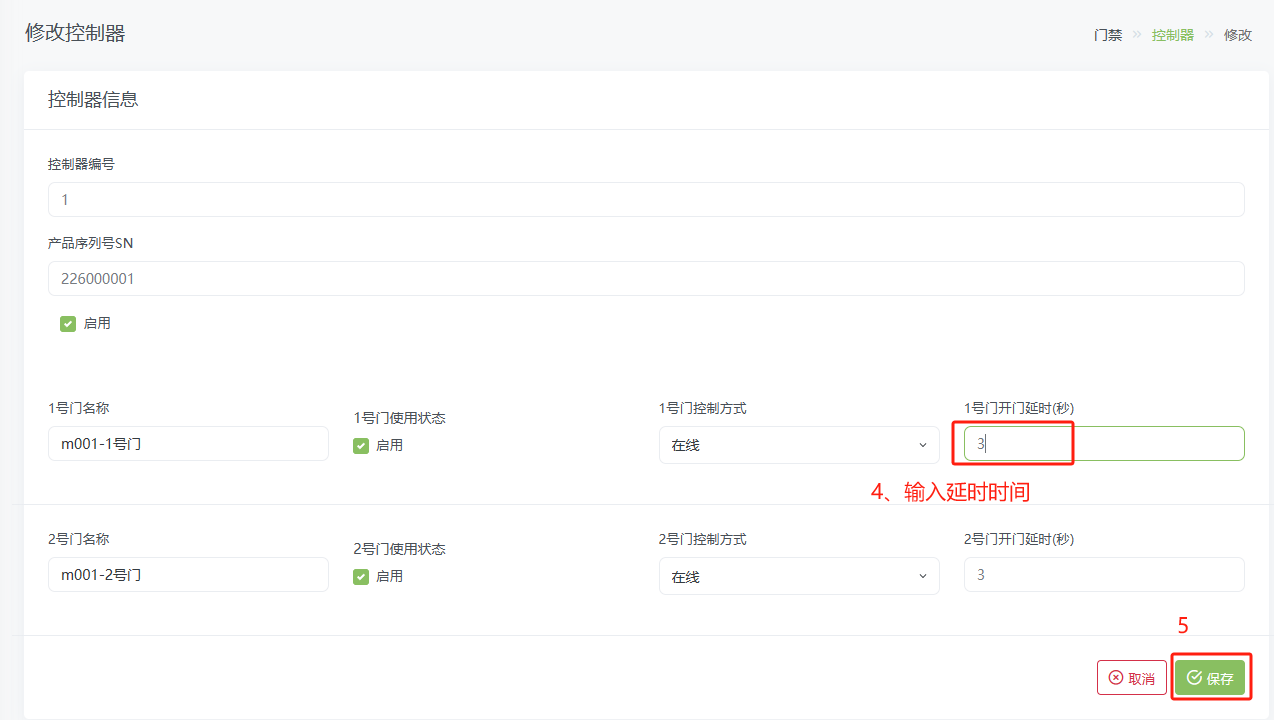 修改控制器
门禁 » 控制器 » 修改
控制器信息
控制器编号
1
产品序列号SN
226000001
启用
1号门名称 1号门使用状态 1号门控制方式 1号门开门延时(秒)
m001-1号门 启用 在线 3
4、输入延时时间
2号门名称 2号门使用状态 2号门控制方式 2号门开门延时(秒)
m001-2号门 启用 在线 3
5
取消 保存